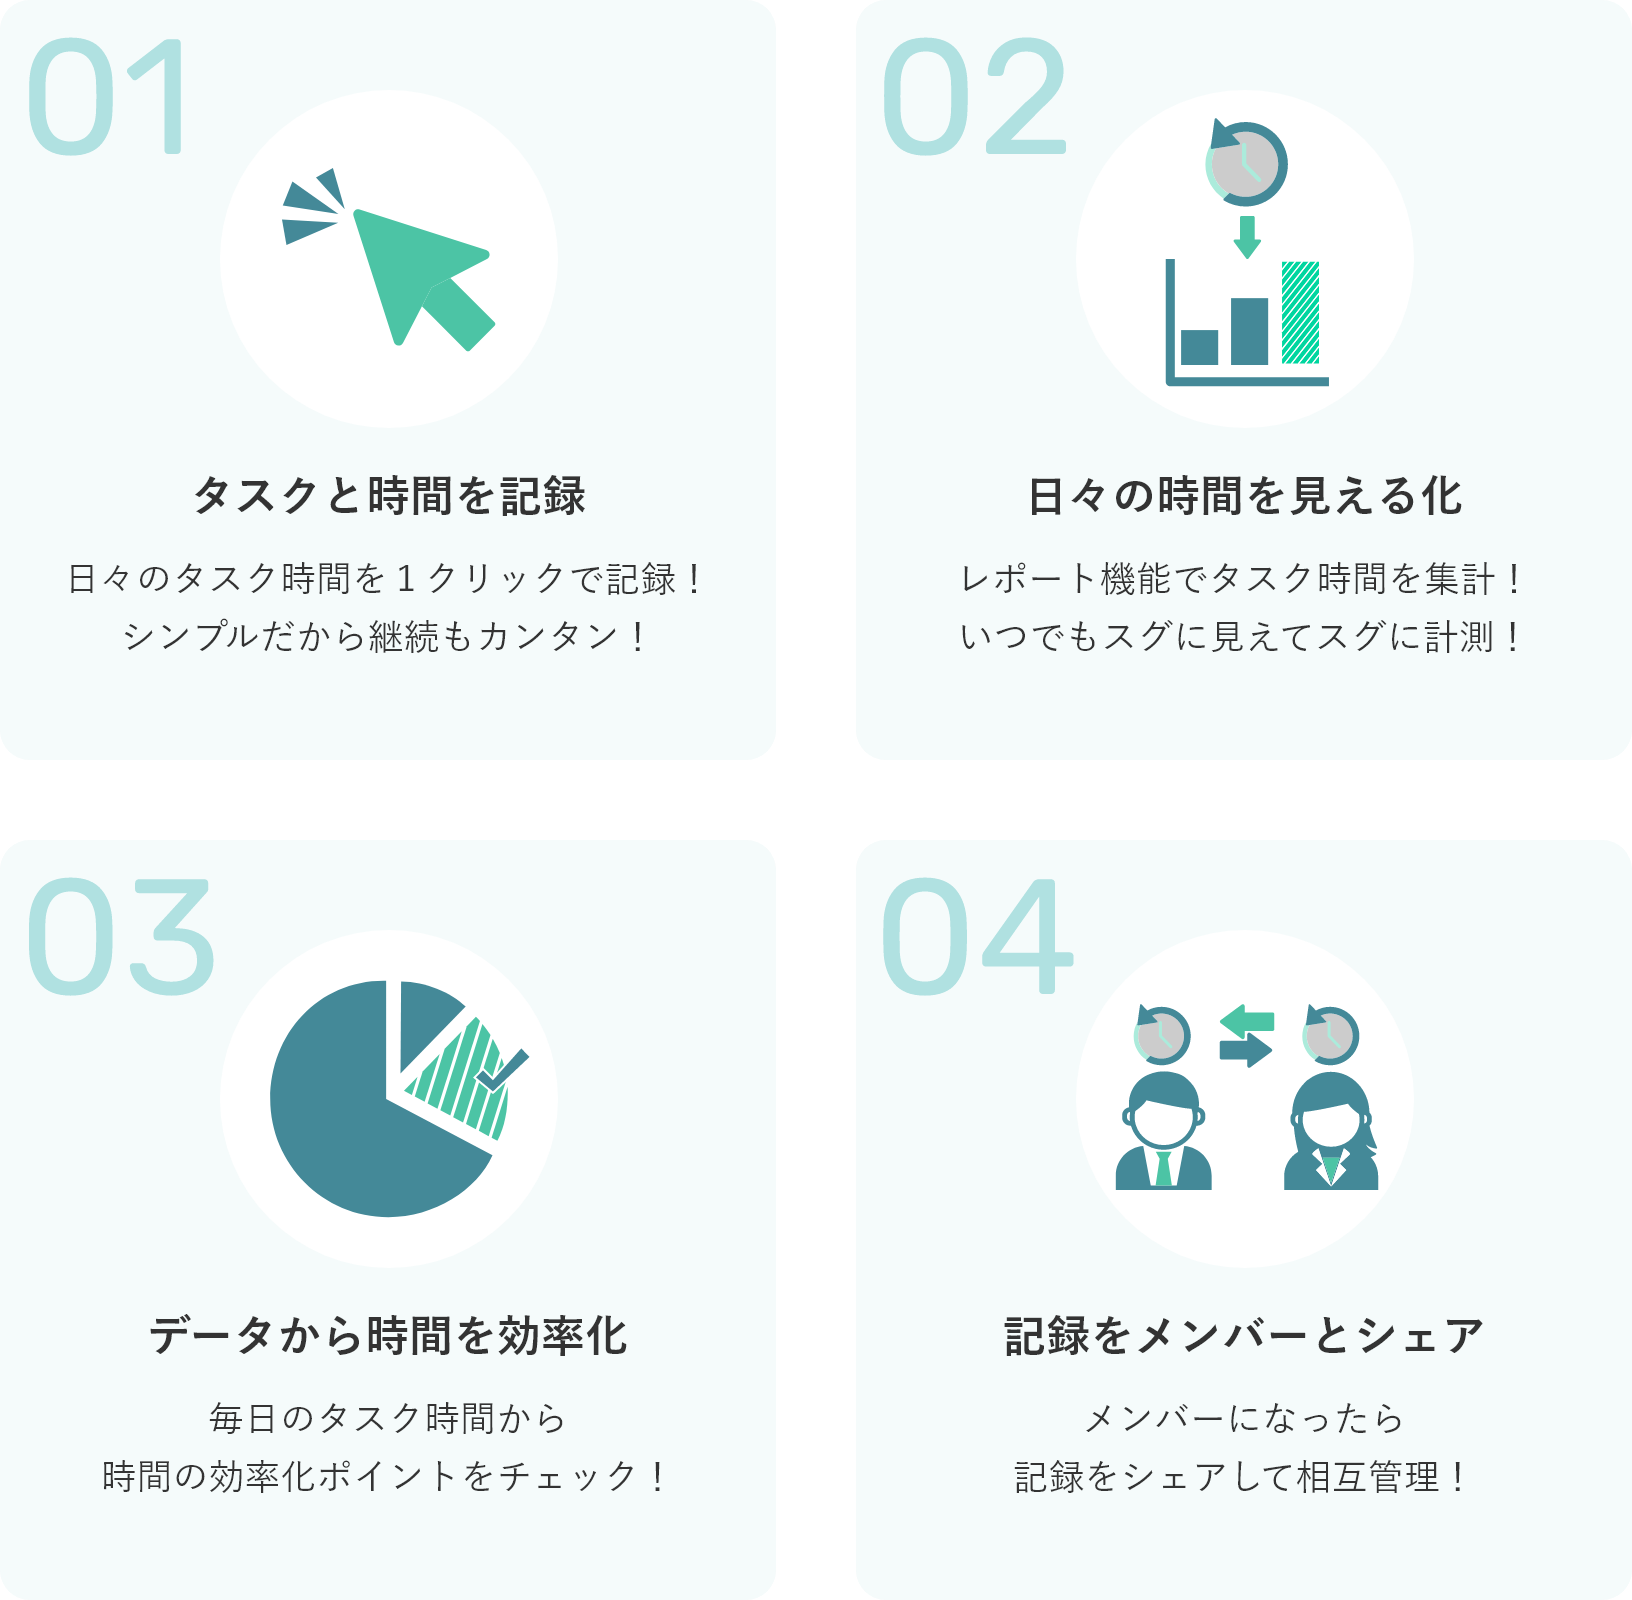 01
タスクと時間を記録
日々のタスク時間を1クリックで記録！
シンプルだから継続もカンタン！
02
日々の時間を見える化
レポート機能でタスク時間を集計！
いつでもスグに見えてスグに計測！
03
データから時間を効率化
毎日のタスク時間から
時間の効率化ポイントをチェック！
04
記録をメンバーとシェア
メンバーになったら
記録をシェアして相互管理！